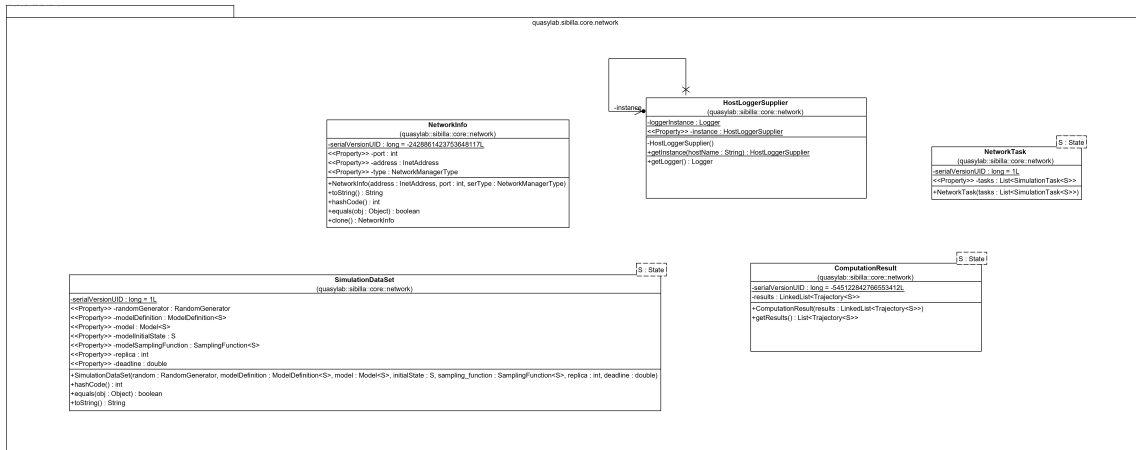 quasylab.sibilla.core.network
-instance
HostLoggerSupplier
(quasylab::sibilla::core::network)
-loggerInstance : Logger
<<Property>> -instance : HostLoggerSupplier
-HostLoggerSupplier()
+getInstance(hostName : String) : HostLoggerSupplier
+getLogger() : Logger
NetworkInfo
(quasylab::sibilla::core::network)
-serialVersionUID : long = -2428861423753648117L
<<Property>> -port : int
<<Property>> -address : InetAddress
<<Property>> -type : NetworkManagerType
+NetworkInfo(address : InetAddress, port : int, serType : NetworkManagerType)
+toString() : String
+hashCode() : int
+equals(obj : Object) : boolean
+clone() : NetworkInfo
S : State
NetworkTask
(quasylab::sibilla::core::network)
-serialVersionUID : long = 1L
<<Property>> -tasks : List<SimulationTask<S>>
+NetworkTask(tasks : List<SimulationTask<S>>)
S : State
SimulationDataSet
(quasylab::sibilla::core::network)
-serialVersionUID : long = 1L
<<Property>> -randomGenerator : RandomGenerator
<<Property>> -modelDefinition : ModelDefinition<S>
<<Property>> -model : Model<S>
<<Property>> -modelInitialState : S
<<Property>> -modelSamplingFunction : SamplingFunction<S>
<<Property>> -replica : int
<<Property>> -deadline : double
+SimulationDataSet(random : RandomGenerator, modelDefinition : ModelDefinition<S>, model : Model<S>, initialState : S, sampling_function : SamplingFunction<S>, replica : int, deadline : double)
+hashCode() : int
+equals(obj : Object) : boolean
+toString() : String
S : State
ComputationResult
(quasylab::sibilla::core::network)
-serialVersionUID : long = -545122842766553412L
-results : LinkedList<Trajectory<S>>
+ComputationResult(results : LinkedList<Trajectory<S>>)
+getResults() : List<Trajectory<S>>